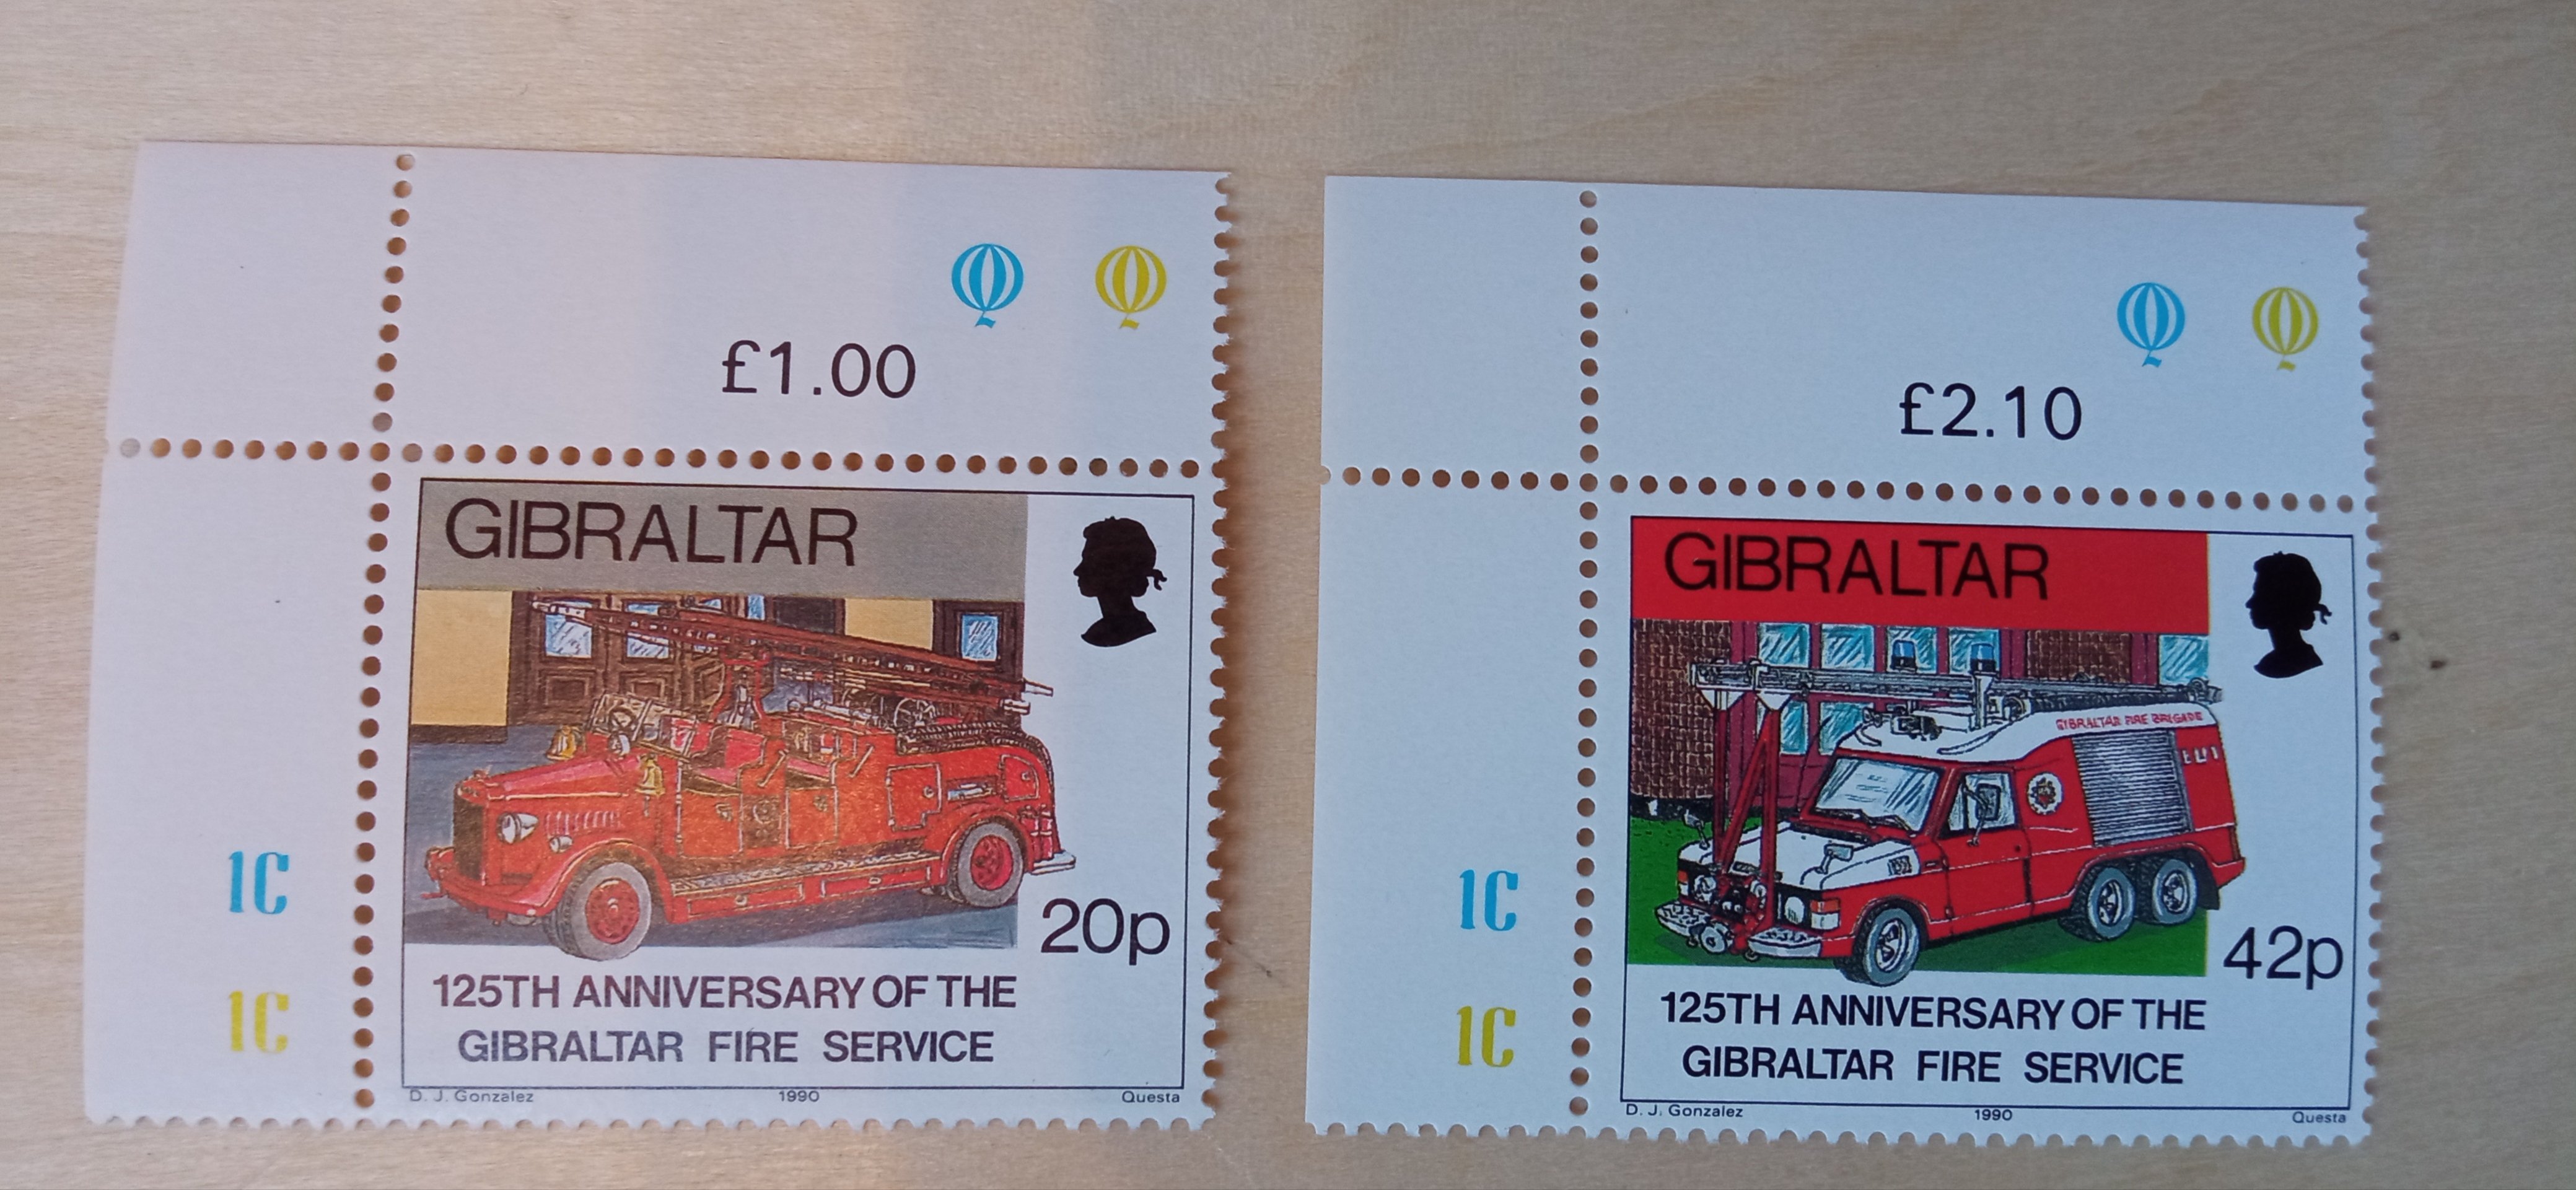 £1.00
GIBRALTAR
20p
1C
1C
125TH ANNIVERSARY OF THE
GIBRALTAR FIRE SERVICE
D. J. Gonzalez 1990 Questa
£2.10
GIBRALTAR
GIBRALTAR FIRE BRIGADE
42p
1C
1C
125TH ANNIVERSARY OF THE
GIBRALTAR FIRE SERVICE
D. J. Gonzalez 1990 Questa